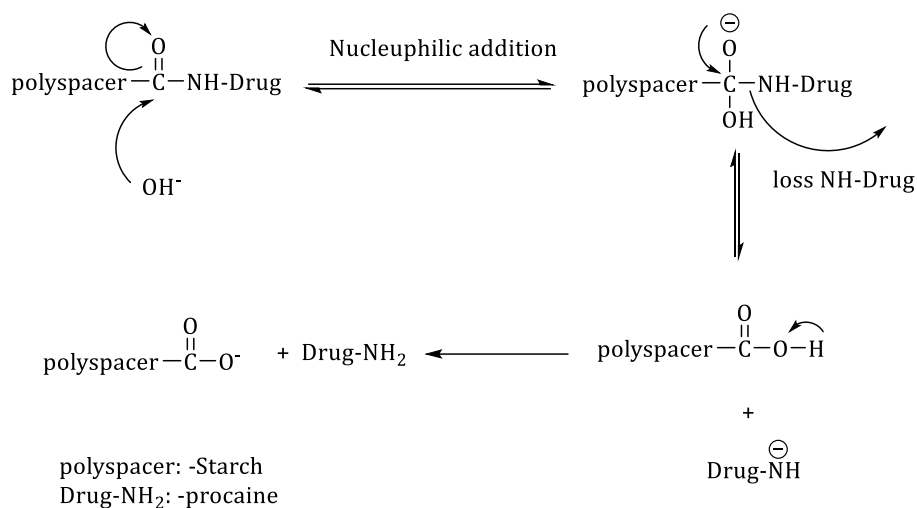 O
polyspacer—C—NH-Drug
OH⁻
Nucleuphilic addition
⊖
O
polyspacer—C—NH-Drug
OH
loss NH-Drug
O
polyspacer—C—O—H
+
⊖
Drug-NH
O
polyspacer—C—O⁻ + Drug-NH₂
polyspacer: -Starch
Drug-NH₂: -procaine